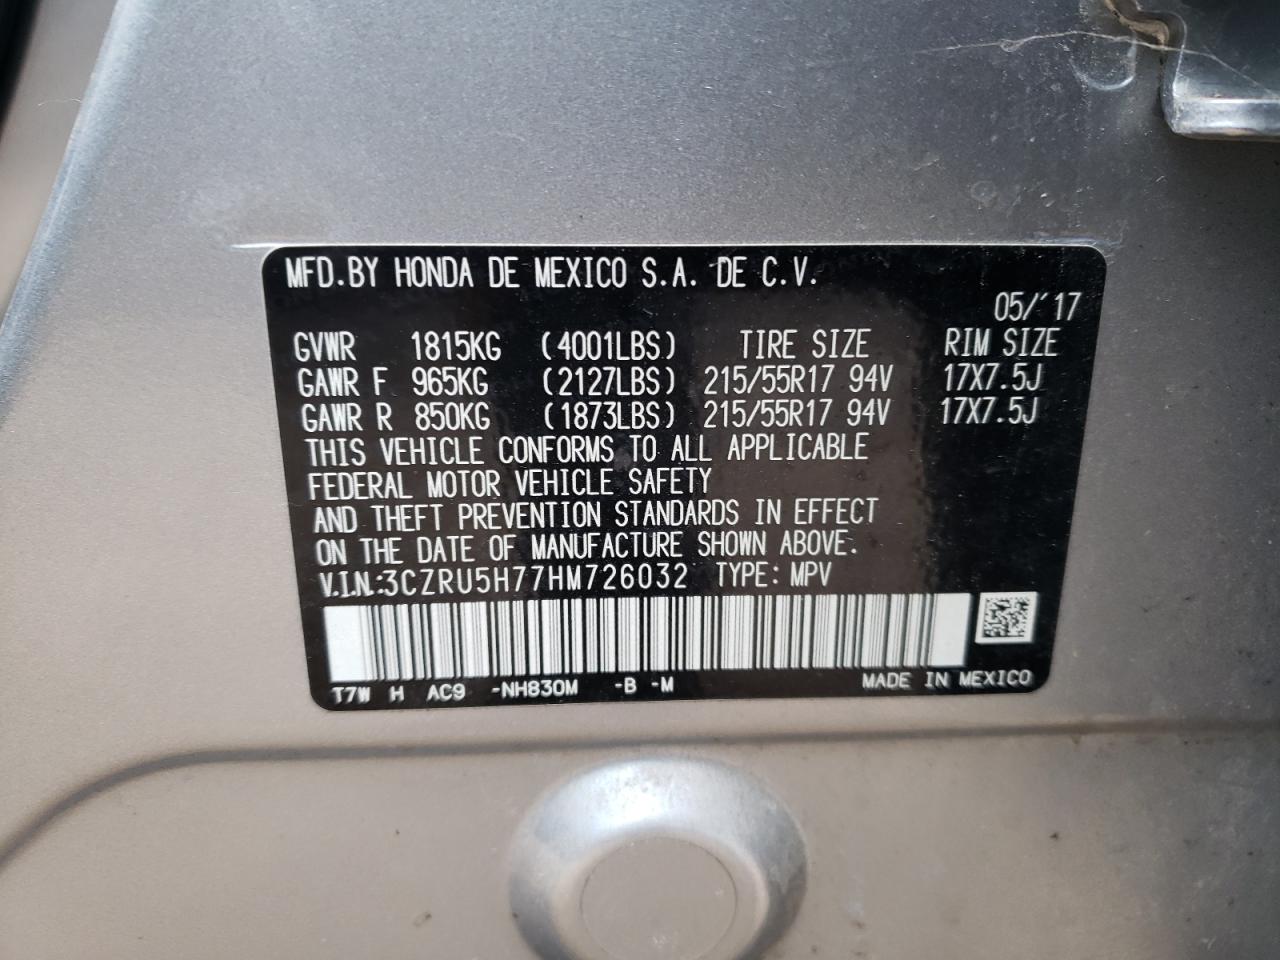 MFD.BY HONDA DE MEXICO S.A. DE C.V.
05/'17
GVWR 1815KG (4001LBS) TIRE SIZE RIM SIZE
GAWR F 965KG (2127LBS) 215/55R17 94V 17X7.5J
GAWR R 850KG (1873LBS) 215/55R17 94V 17X7.5J
THIS VEHICLE CONFORMS TO ALL APPLICABLE
FEDERAL MOTOR VEHICLE SAFETY
AND THEFT PREVENTION STANDARDS IN EFFECT
ON THE DATE OF MANUFACTURE SHOWN ABOVE.
V.I.N.:3CZRU5H77HM726032 TYPE: MPV
T7W H AC9 -NH830M -B -M MADE IN MEXICO